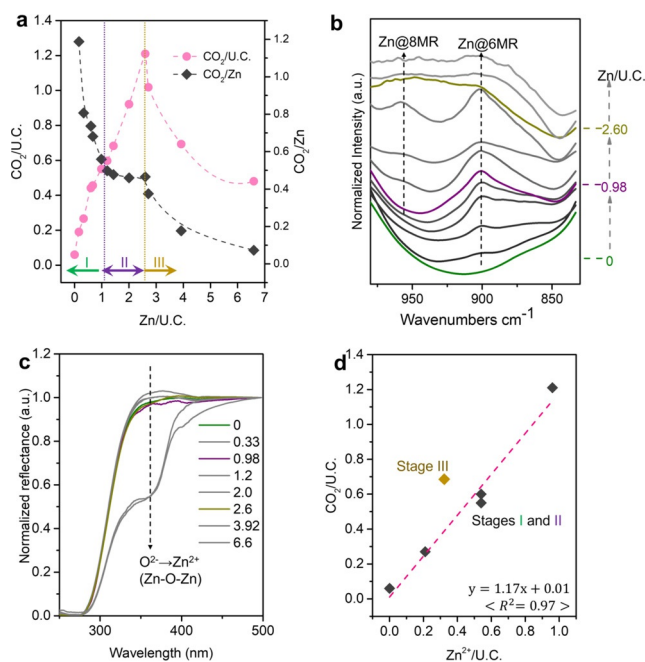 a
CO2/U.C.
CO2/Zn
1.4
1.2
1.0
0.8
0.6
0.4
0.2
0.0
CO2/U.C.
1.2
1.0
0.8
0.6
0.4
0.2
0.0
CO2/Zn
I
II
III
0 1 2 3 4 5 6 7
Zn/U.C.
b
Zn@8MR
Zn@6MR
Zn/U.C.
2.60
0.98
0
Normalized Intensity (a.u.)
950 900 850
Wavenumbers cm⁻¹
c
1.2
1.0
0.8
0.6
0.4
0.2
0.0
Normalized reflectance (a.u.)
0
0.33
0.98
1.2
2.0
2.6
3.92
6.6
O²⁻→Zn²⁺
(Zn-O-Zn)
300 400 500
Wavelength (nm)
d
1.4
1.2
1.0
0.8
0.6
0.4
0.2
0.0
CO2/U.C.
Stage III
Stages I and II
y = 1.17x + 0.01
< R² = 0.97 >
0.0 0.2 0.4 0.6 0.8 1.0
Zn²⁺/U.C.